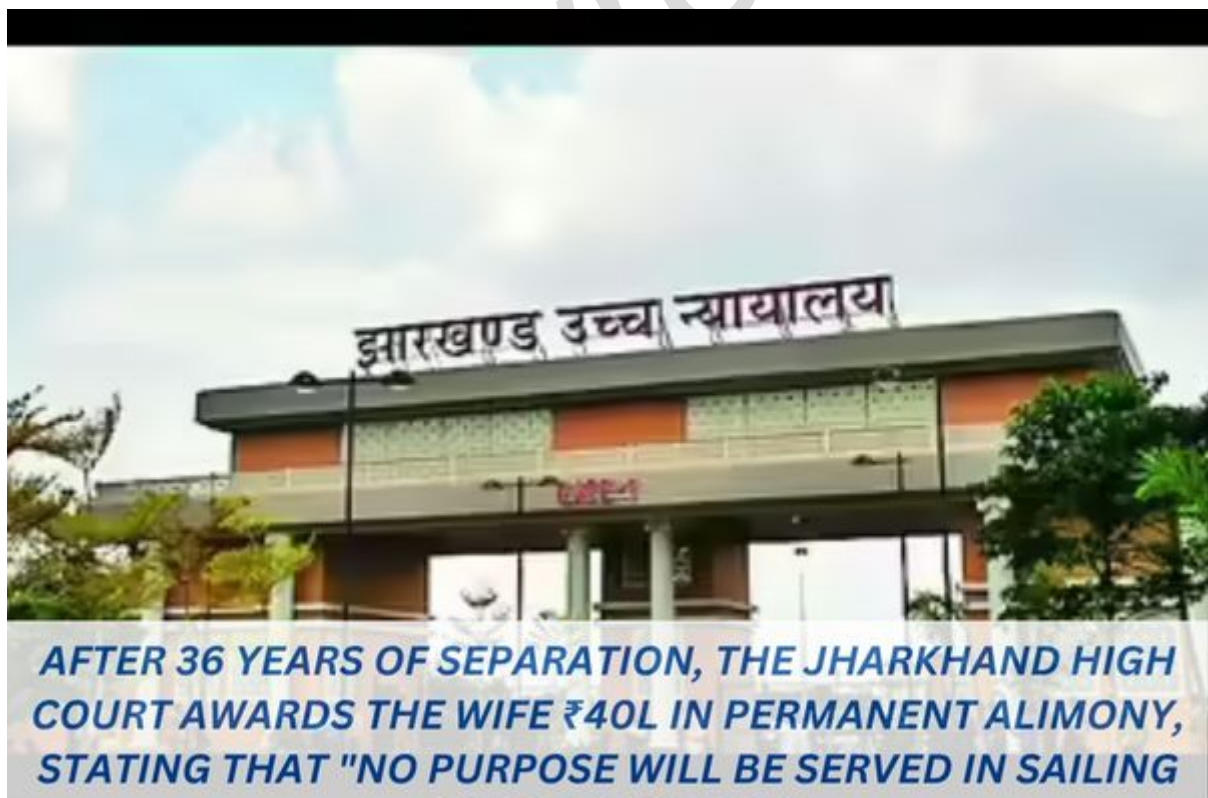 झारखण्ड उच्च न्यायालय
AFTER 36 YEARS OF SEPARATION, THE JHARKHAND HIGH
COURT AWARDS THE WIFE ₹40L IN PERMANENT ALIMONY,
STATING THAT "NO PURPOSE WILL BE SERVED IN SAILING